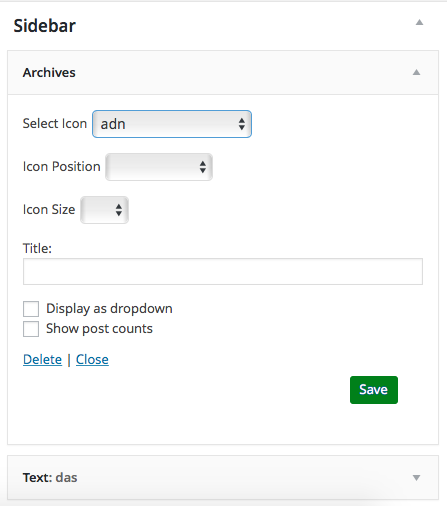 Sidebar
Archives
Select Icon adn
Icon Position
Icon Size
Title:
Display as dropdown
Show post counts
Delete | Close
Save
Text: das